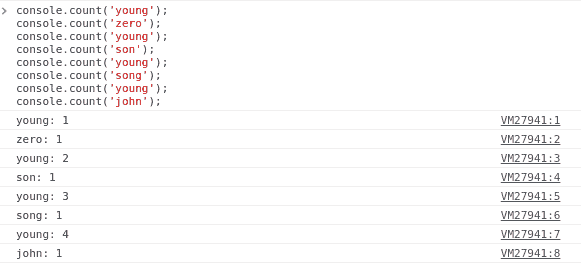 > console.count('young');
console.count('zero');
console.count('young');
console.count('son');
console.count('young');
console.count('song');
console.count('young');
console.count('john');
young: 1 VM27941:1
zero: 1 VM27941:2
young: 2 VM27941:3
son: 1 VM27941:4
young: 3 VM27941:5
song: 1 VM27941:6
young: 4 VM27941:7
john: 1 VM27941:8